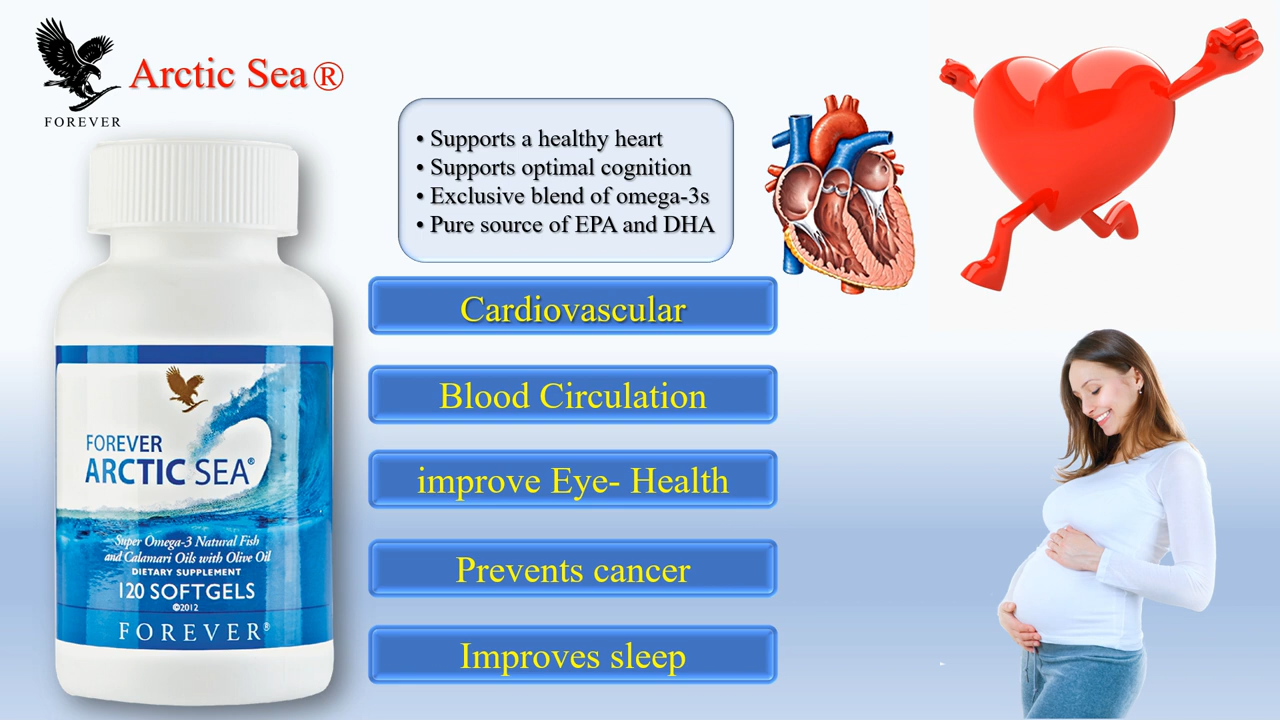 FOREVER
Arctic Sea®
• Supports a healthy heart
• Supports optimal cognition
• Exclusive blend of omega-3s
• Pure source of EPA and DHA
Cardiovascular
Blood Circulation
improve Eye- Health
Prevents cancer
Improves sleep
FOREVER
ARCTIC SEA®
Super Omega-3 Natural Fish
and Calamari Oils with Olive Oil
DIETARY SUPPLEMENT
120 SOFTGELS
©2012
FOREVER®